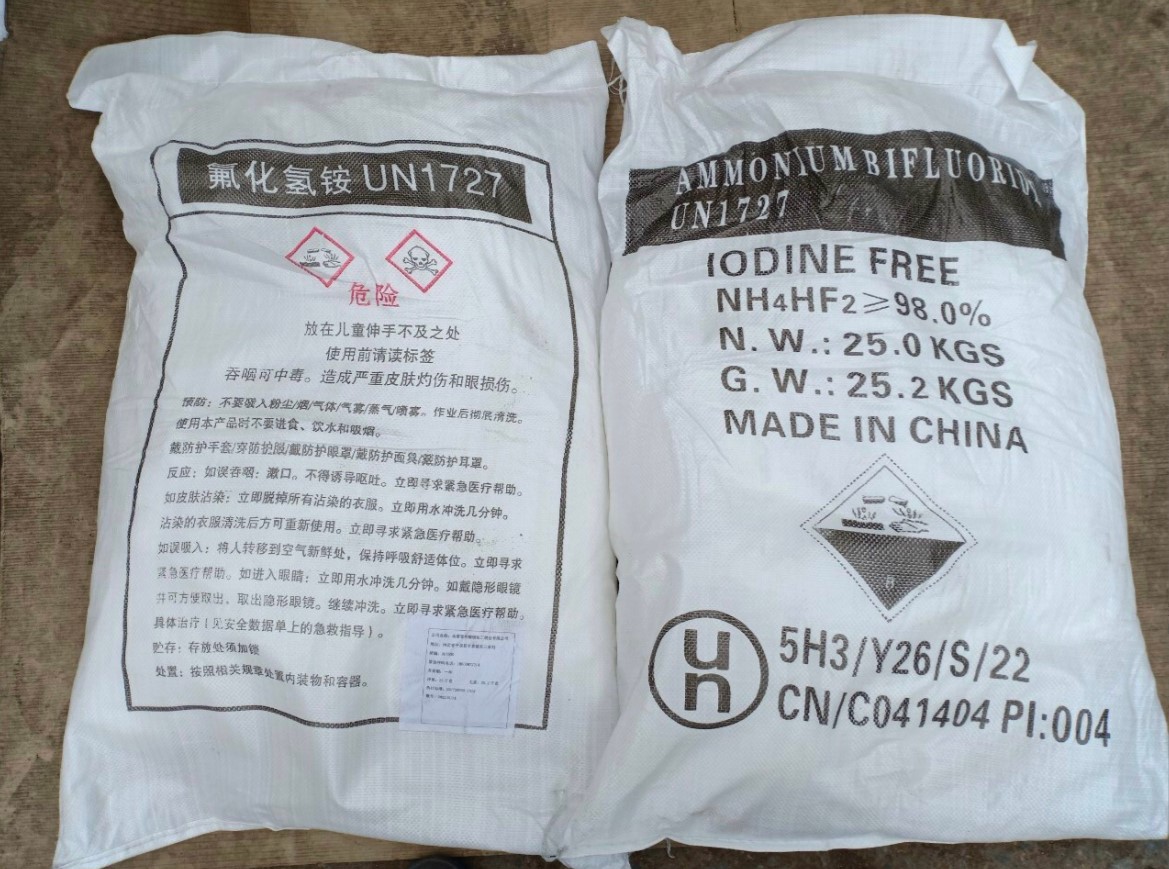 氟化氢铵 UN1727
危险
放在儿童伸手不及之处
使用前请读标签
吞咽可中毒。造成严重皮肤灼伤和眼损伤。
预防：不要吸入粉尘/烟/气体/气雾/蒸气/喷雾。作业后彻底清洗。
使用本产品时不要进食、饮水和吸烟。
戴防护手套/穿防护服/戴防护眼罩/戴防护面具/戴防护耳罩。
反应：如误吞咽：漱口。不得诱导呕吐。立即寻求紧急医疗帮助。
如皮肤沾染：立即脱掉所有沾染的衣服。立即用水冲洗几分钟。
沾染的衣服清洗后方可重新使用。立即寻求紧急医疗帮助。
如误吸入：将人转移到空气新鲜处，保持呼吸舒适体位。立即寻求
紧急医疗帮助。如进入眼睛：立即用水冲洗几分钟。如戴隐形眼镜
并可方便取出，取出隐形眼镜。继续冲洗。立即寻求紧急医疗帮助。
具体治疗（见安全数据单上的急救指导）。
贮存：存放处须加锁
处置：按照相关规章处置内装物和容器。
AMMONIUM BIFLUORID
UN1727
IODINE FREE
NH4HF2≥98.0%
N. W.: 25.0 KGS
G. W.: 25.2 KGS
MADE IN CHINA
8
un
5H3/Y26/S/22
CN/C041404 PI:004